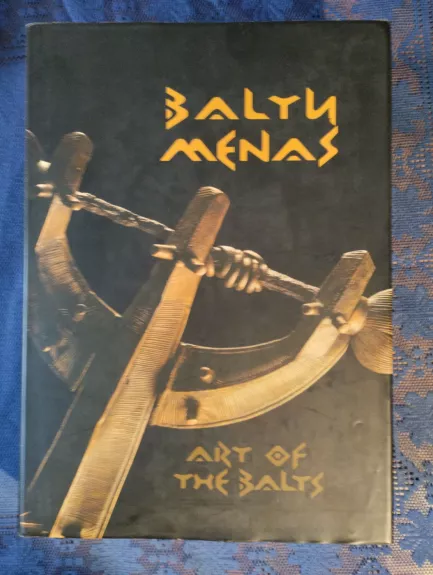 BALTŲ
MENAS
ART OF
THE BALTS